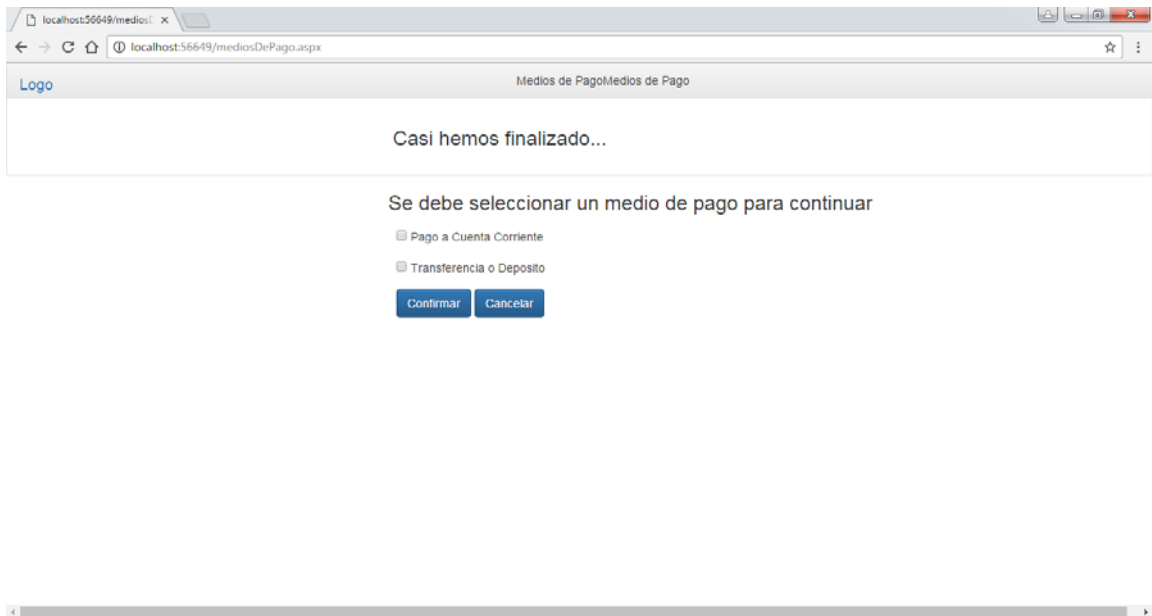 localhost:56649/medios
localhost:56649/mediosDePago.aspx
Logo
Medios de PagoMedios de Pago
Casi hemos finalizado...
Se debe seleccionar un medio de pago para continuar
Pago a Cuenta Corriente
Transferencia o Deposito
Confirmar Cancelar